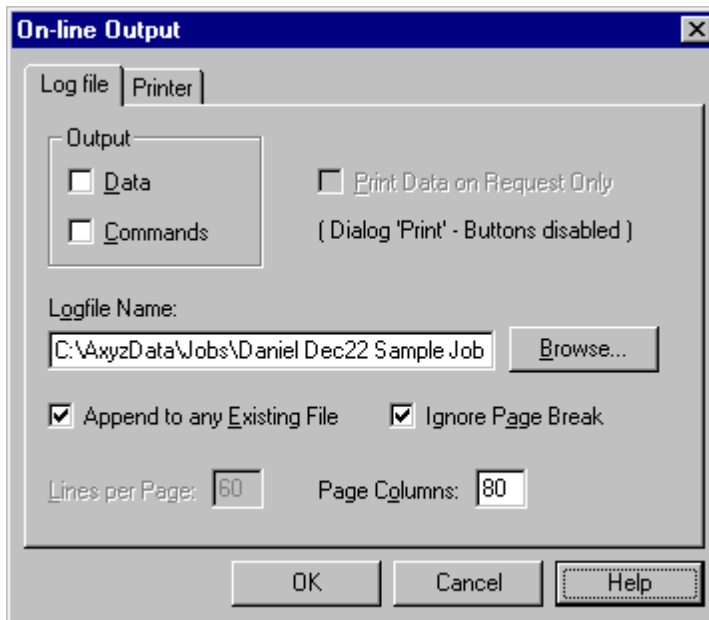 On-line Output
Log file Printer
Output
Data
Print Data on Request Only
Commands
( Dialog 'Print' - Buttons disabled )
Logfile Name:
C:\AxyzData\Jobs\Daniel Dec22 Sample Job
Browse...
Append to any Existing File
Ignore Page Break
Lines per Page: 60
Page Columns: 80
OK
Cancel
Help